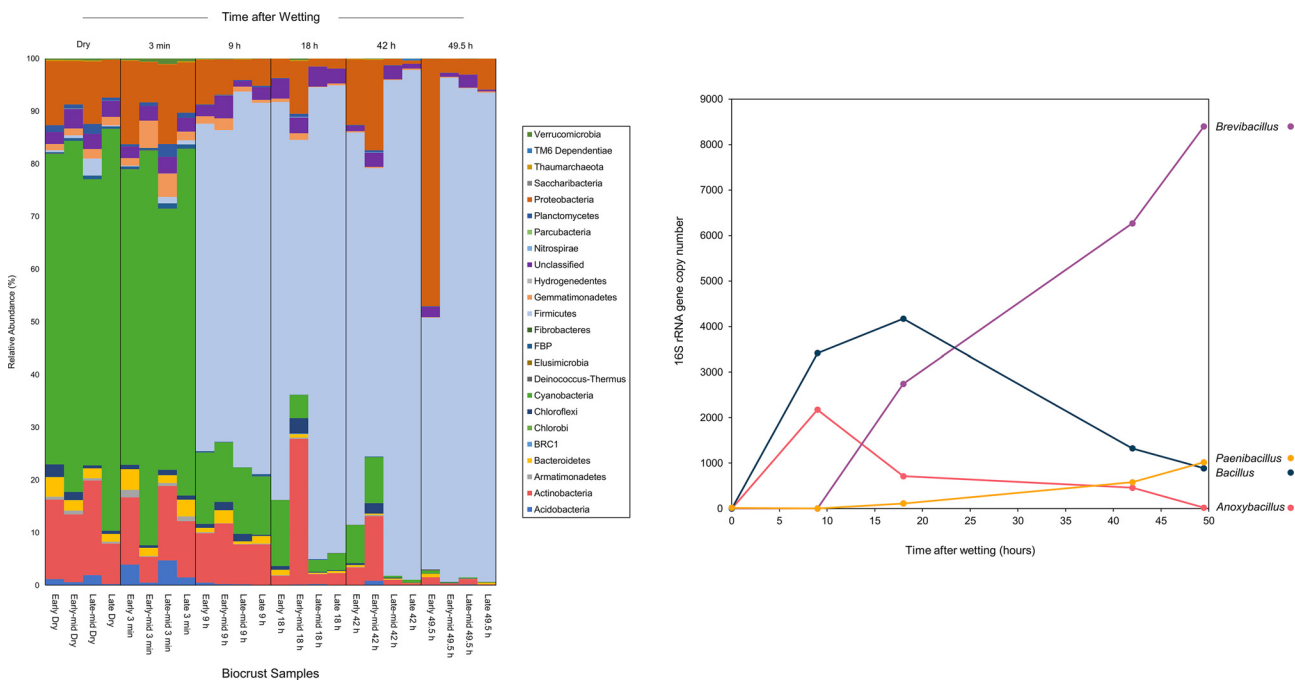 Time after Wetting
Dry
3 min
9 h
18 h
42 h
49.5 h
Relative Abundance (%)
100
90
80
70
60
50
40
30
20
10
0
Early Dry
Early-mid Dry
Late-mid Dry
Late Dry
Early 3 min
Early-mid 3 min
Late-mid 3 min
Late 3 min
Early 9 h
Early-mid 9 h
Late-mid 9 h
Late 9 h
Early 18 h
Early-mid 18 h
Late-mid 18 h
Late 18 h
Early 42 h
Early-mid 42 h
Late-mid 42 h
Late 42 h
Early 49.5 h
Early-mid 49.5 h
Late-mid 49.5 h
Late 49.5 h
Biocrust Samples
Verrucomicrobia
TM6 Dependentiae
Thaumarchaeota
Saccharibacteria
Proteobacteria
Planctomycetes
Parcubacteria
Nitrospirae
Unclassified
Hydrogenedentes
Gemmatimonadetes
Firmicutes
Fibrobacteres
FBP
Elusimicrobia
Deinococcus-Thermus
Cyanobacteria
Chloroflexi
Chlorobi
BRC1
Bacteroidetes
Armatimonadetes
Actinobacteria
Acidobacteria
16S rRNA gene copy number
9000
8000
7000
6000
5000
4000
3000
2000
1000
0
0
5
10
15
20
25
30
35
40
45
50
Time after wetting (hours)
Brevibacillus
Paenibacillus
Bacillus
Anoxybacillus